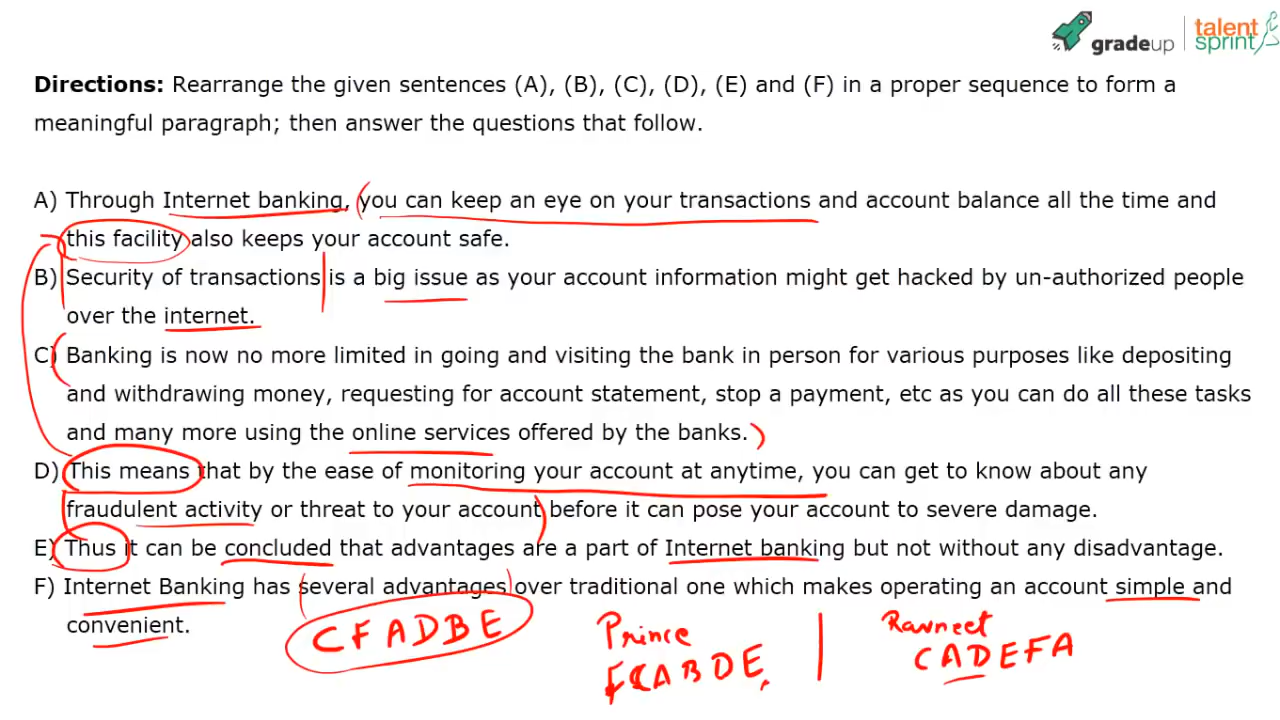 gradeup
talent
sprint
Directions: Rearrange the given sentences (A), (B), (C), (D), (E) and (F) in a proper sequence to form a
meaningful paragraph; then answer the questions that follow.
A) Through Internet banking, you can keep an eye on your transactions and account balance all the time and
this facility also keeps your account safe.
B) Security of transactions is a big issue as your account information might get hacked by un-authorized people
over the internet.
C) Banking is now no more limited in going and visiting the bank in person for various purposes like depositing
and withdrawing money, requesting for account statement, stop a payment, etc as you can do all these tasks
and many more using the online services offered by the banks.
D) This means that by the ease of monitoring your account at anytime, you can get to know about any
fraudulent activity or threat to your account before it can pose your account to severe damage.
E) Thus it can be concluded that advantages are a part of Internet banking but not without any disadvantage.
F) Internet Banking has several advantages over traditional one which makes operating an account simple and
convenient.
CFADBE
Prince
FCABDE
Ravneet
CADEFA